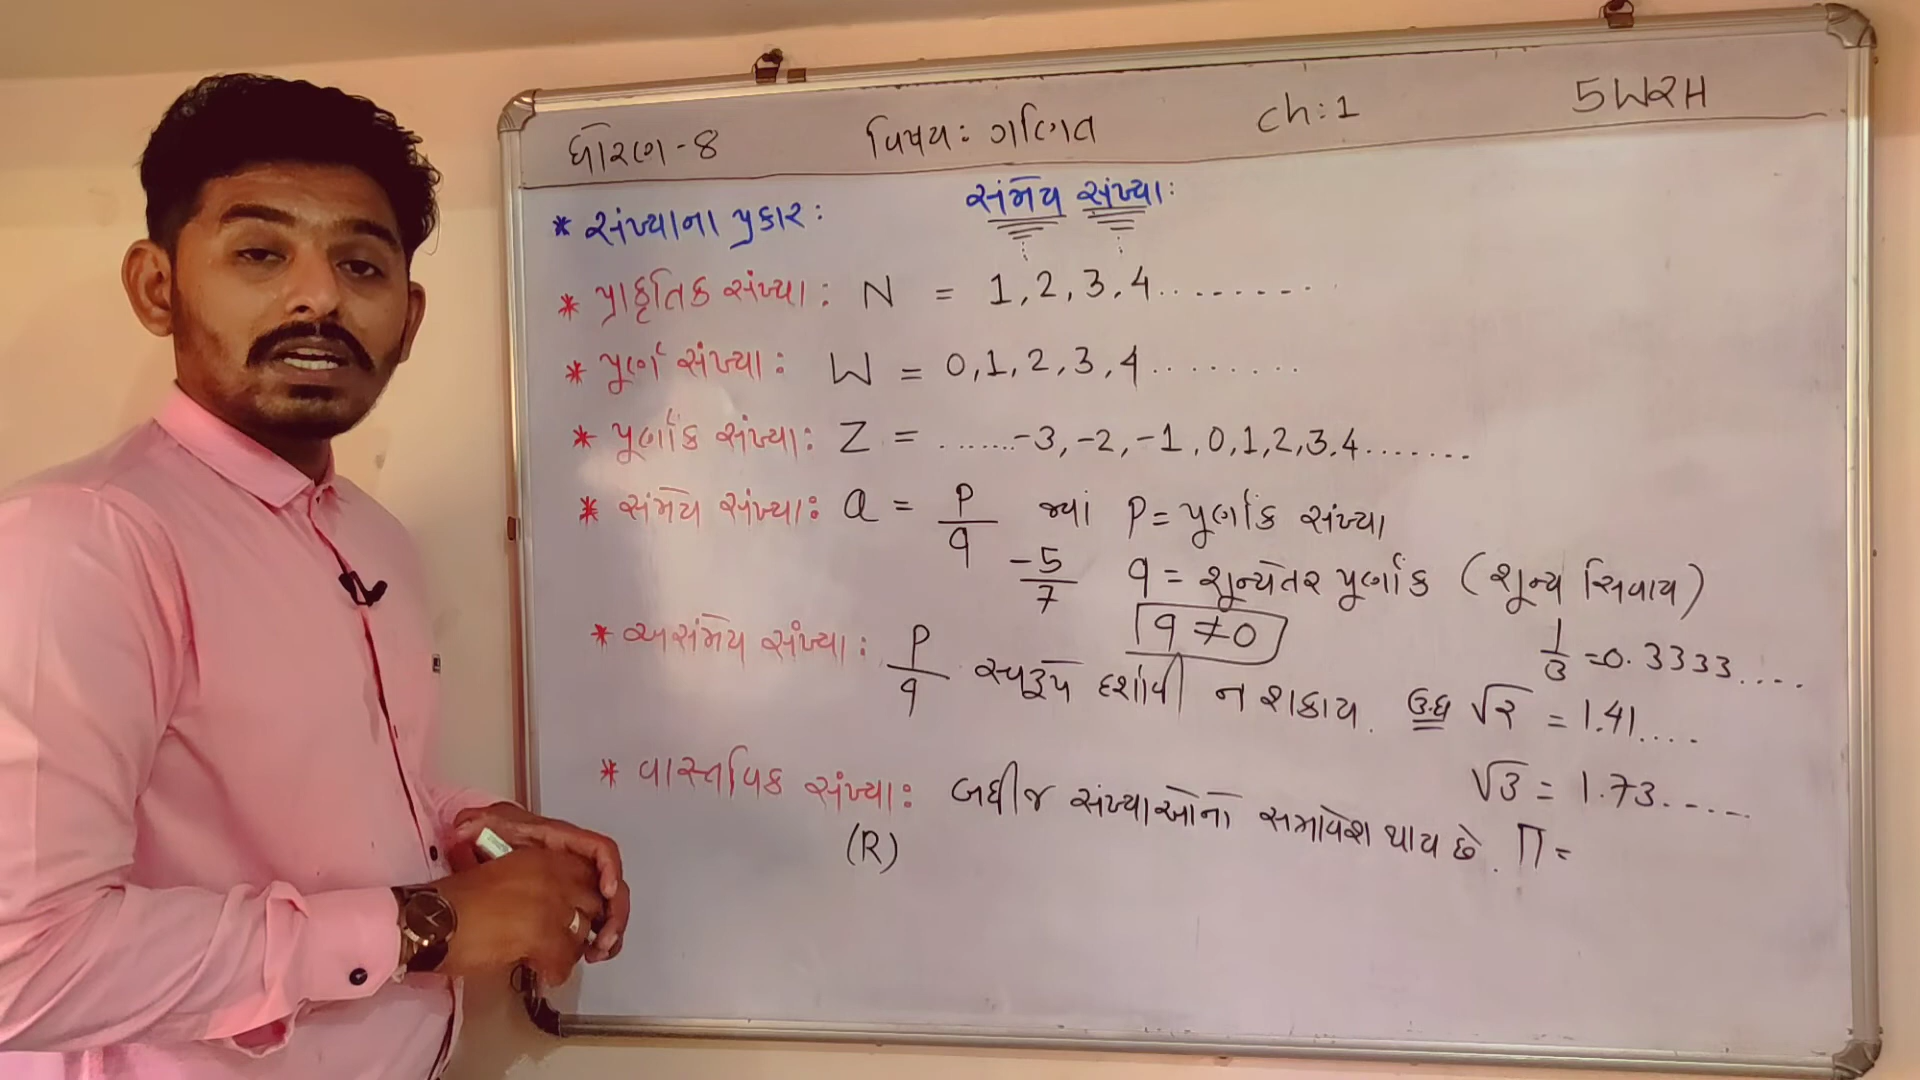 ધોરણ-8 વિષય: ગણિત ch:1 5W2H
* સંખ્યાના પ્રકાર: સંમેય સંખ્યા:
* પ્રાકૃતિક સંખ્યા: N = 1,2,3,4.........
* પૂર્ણ સંખ્યા: W = 0,1,2,3,4........
* પૂર્ણાંક સંખ્યા: Z = .......-3,-2,-1,0,1,2,3,4.......
* સંમેય સંખ્યા: Q = P/q જ્યાં P = પૂર્ણાંક સંખ્યા
-5/7 q = શૂન્યેતર પૂર્ણાંક (શૂન્ય સિવાય)
q ≠ 0
1/3 = 0.3333....
* અસંમેય સંખ્યા: P/q સ્વરૂપે દર્શાવી ન શકાય. ઉ.દા √2 = 1.41....
√3 = 1.73.....
* વાસ્તવિક સંખ્યા: બધીજ સંખ્યાઓનો સમાવેશ થાય છે. π =
(R)